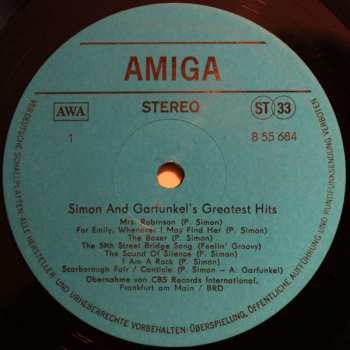 AMIGA
AWA
STEREO
ST 33
1
8 55 684
Simon And Garfunkel's Greatest Hits
Mrs. Robinson (P. Simon)
For Emily, Whenever I May Find Her (P. Simon)
The Boxer (P. Simon)
The 59th Street Bridge Song (Feelin' Groovy)
The Sound Of Silence (P. Simon)
I Am A Rock (P. Simon)
Scarborough Fair / Canticle (P. Simon – A. Garfunkel)
Übernahme von CBS Records International,
Frankfurt am Main / BRD
VEB DEUTSCHE SCHALLPLATTEN · ALLE HERSTELLER- UND URHEBERRECHTE VORBEHALTEN · ÜBERSPIELUNG, ÖFFENTLICHE AUFFÜHRUNG UND RUNDFUNKSENDUNG VERBOTEN